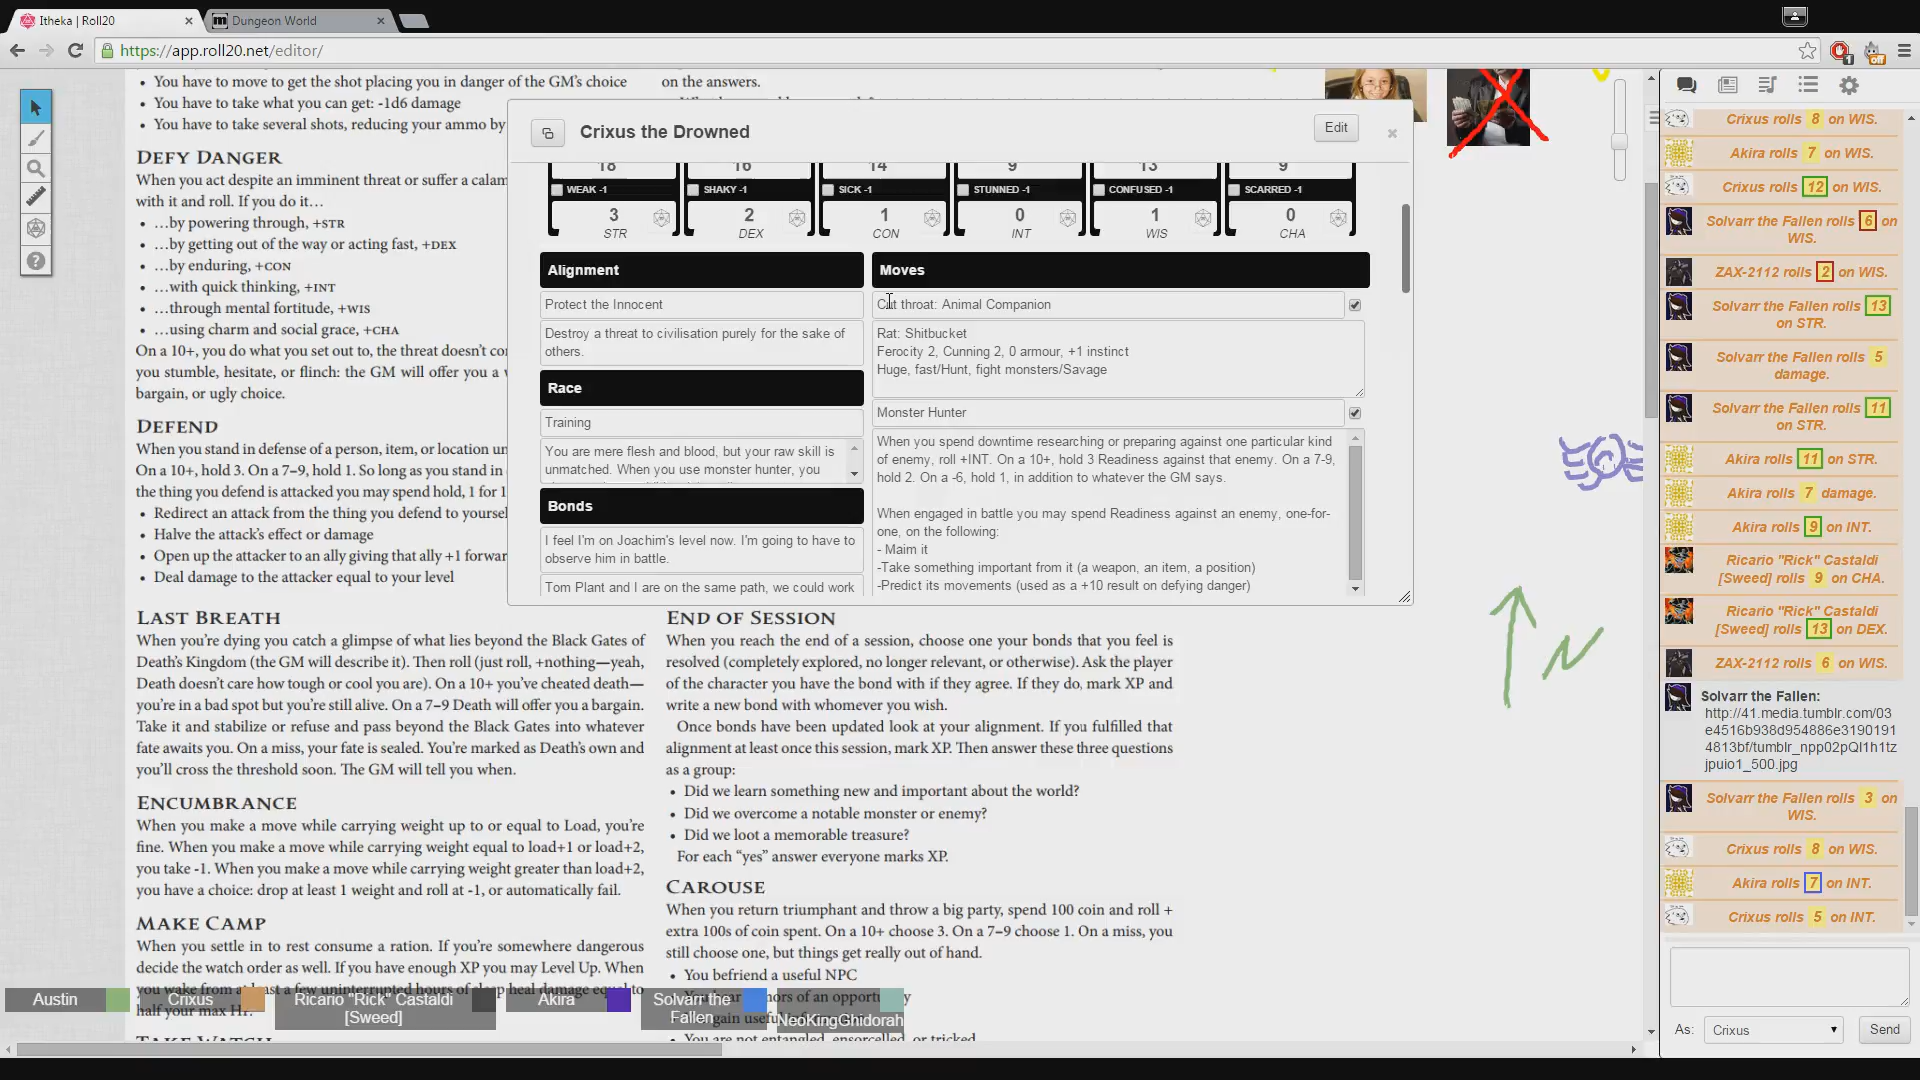 Itheka | Roll20
Dungeon World
https://app.roll20.net/editor/
• You have to move to get the shot placing you in danger of the GM's choice
• You have to take what you can get: -1d6 damage
• You have to take several shots, reducing your ammo by
DEFY DANGER
When you act despite an imminent threat or suffer a calam
with it and roll. If you do it…
• …by powering through, +STR
• …by getting out of the way or acting fast, +DEX
• …by enduring, +CON
• …with quick thinking, +INT
• …through mental fortitude, +WIS
• …using charm and social grace, +CHA
On a 10+, you do what you set out to, the threat doesn't co
you stumble, hesitate, or flinch: the GM will offer you a w
bargain, or ugly choice.
DEFEND
When you stand in defense of a person, item, or location un
On a 10+, hold 3. On a 7–9, hold 1. So long as you stand in
the thing you defend is attacked you may spend hold, 1 for 1
• Redirect an attack from the thing you defend to yourse
• Halve the attack's effect or damage
• Open up the attacker to an ally giving that ally +1 forwar
• Deal damage to the attacker equal to your level
LAST BREATH
When you're dying you catch a glimpse of what lies beyond the Black Gates of
Death's Kingdom (the GM will describe it). Then roll (just roll, +nothing—yeah,
Death doesn't care how tough or cool you are). On a 10+ you've cheated death—
you're in a bad spot but you're still alive. On a 7–9 Death will offer you a bargain.
Take it and stabilize or refuse and pass beyond the Black Gates into whatever
fate awaits you. On a miss, your fate is sealed. You're marked as Death's own and
you'll cross the threshold soon. The GM will tell you when.
ENCUMBRANCE
When you make a move while carrying weight up to or equal to Load, you're
fine. When you make a move while carrying weight equal to load+1 or load+2,
you take -1. When you make a move while carrying weight greater than load+2,
you have a choice: drop at least 1 weight and roll at -1, or automatically fail.
MAKE CAMP
When you settle in to rest consume a ration. If you're somewhere dangerous
decide the watch order as well. If you have enough XP you may Level Up. When
you wake from at least a few uninterrupted hours of sleep heal damage equal to
half your max HP.
TAKE WATCH
on the answers.
Crixus the Drowned
Edit
×
18 16 14 9 13 9
WEAK -1 SHAKY -1 SICK -1 STUNNED -1 CONFUSED -1 SCARRED -1
3 2 1 0 1 0
STR DEX CON INT WIS CHA
Alignment
Protect the Innocent
Destroy a threat to civilisation purely for the sake of
others.
Race
Training
You are mere flesh and blood, but your raw skill is
unmatched. When you use monster hunter, you
Bonds
I feel I'm on Joachim's level now. I'm going to have to
observe him in battle.
Tom Plant and I are on the same path, we could work
Moves
Cut throat: Animal Companion
Rat: Shitbucket
Ferocity 2, Cunning 2, 0 armour, +1 instinct
Huge, fast/Hunt, fight monsters/Savage
Monster Hunter
When you spend downtime researching or preparing against one particular kind
of enemy, roll +INT. On a 10+, hold 3 Readiness against that enemy. On a 7-9,
hold 2. On a -6, hold 1, in addition to whatever the GM says.
When engaged in battle you may spend Readiness against an enemy, one-for-
one, on the following:
- Maim it
-Take something important from it (a weapon, an item, a position)
-Predict its movements (used as a +10 result on defying danger)
END OF SESSION
When you reach the end of a session, choose one your bonds that you feel is
resolved (completely explored, no longer relevant, or otherwise). Ask the player
of the character you have the bond with if they agree. If they do, mark XP and
write a new bond with whomever you wish.
Once bonds have been updated look at your alignment. If you fulfilled that
alignment at least once this session, mark XP. Then answer these three questions
as a group:
• Did we learn something new and important about the world?
• Did we overcome a notable monster or enemy?
• Did we loot a memorable treasure?
For each "yes" answer everyone marks XP.
CAROUSE
When you return triumphant and throw a big party, spend 100 coin and roll +
extra 100s of coin spent. On a 10+ choose 3. On a 7–9 choose 1. On a miss, you
still choose one, but things get really out of hand.
• You befriend a useful NPC
• You hear rumors of an opportunity
gain useful
• You are not entangled, ensorcelled, or tricked
N
Austin
Crixus
Ricario "Rick" Castaldi
[Sweed]
Akira
Solvarr the
Fallen
NeoKingGhidorah
Crixus rolls 8 on WIS.
Akira rolls 7 on WIS.
Crixus rolls 12 on WIS.
Solvarr the Fallen rolls 6 on
WIS.
ZAX-2112 rolls 2 on WIS.
Solvarr the Fallen rolls 13
on STR.
Solvarr the Fallen rolls 5
damage.
Solvarr the Fallen rolls 11
on STR.
Akira rolls 11 on STR.
Akira rolls 7 damage.
Akira rolls 9 on INT.
Ricario "Rick" Castaldi
[Sweed] rolls 9 on CHA.
Ricario "Rick" Castaldi
[Sweed] rolls 13 on DEX.
ZAX-2112 rolls 6 on WIS.
Solvarr the Fallen:
http://41.media.tumblr.com/03
e4516b938d954886e3190191
4813bf/tumblr_npp02pQI1h1tz
jpuio1_500.jpg
Solvarr the Fallen rolls 3 on
WIS.
Crixus rolls 8 on WIS.
Akira rolls 7 on INT.
Crixus rolls 5 on INT.
As: Crixus
Send